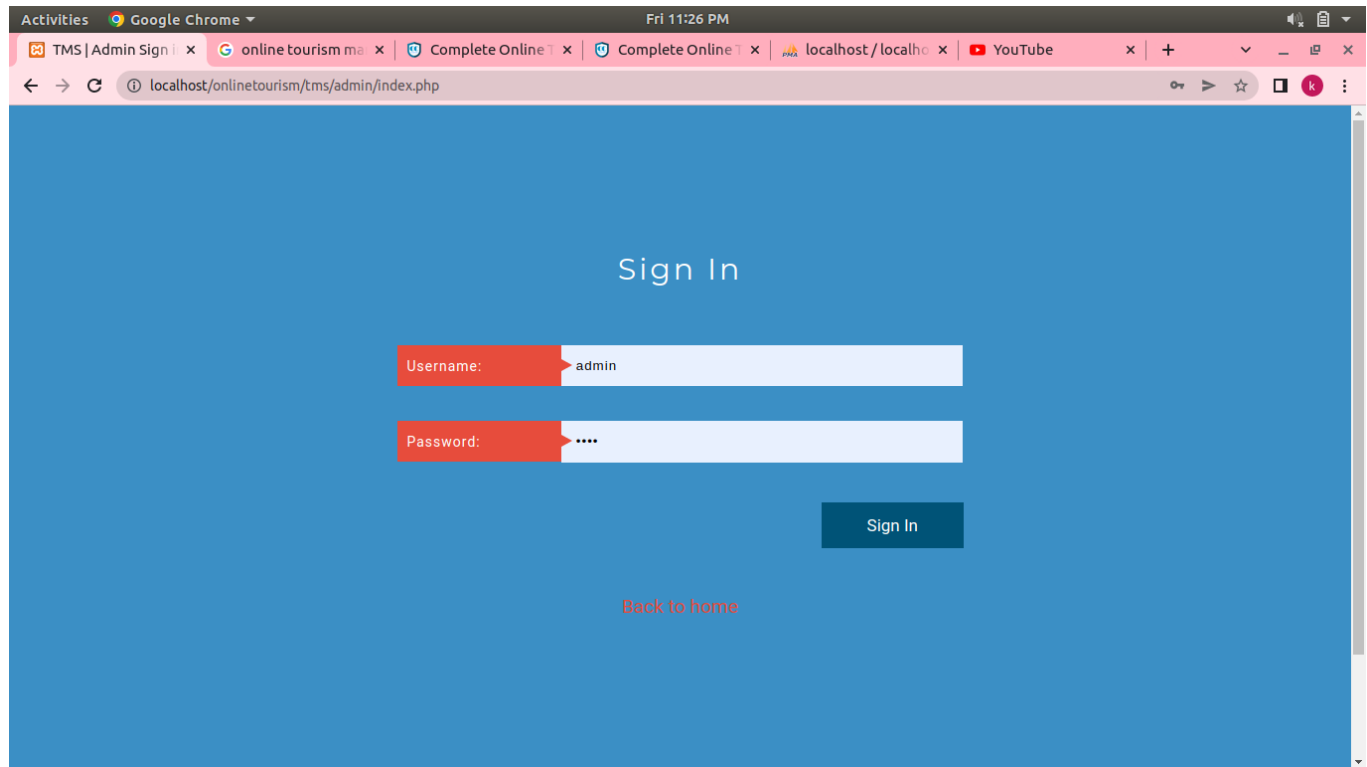 Activities Google Chrome Fri 11:26 PM
TMS | Admin Sign i online tourism ma Complete Online T Complete Online T localhost / localho YouTube
localhost/onlinetourism/tms/admin/index.php k
Sign In
Username: admin
Password: ••••
Sign In
Back to home